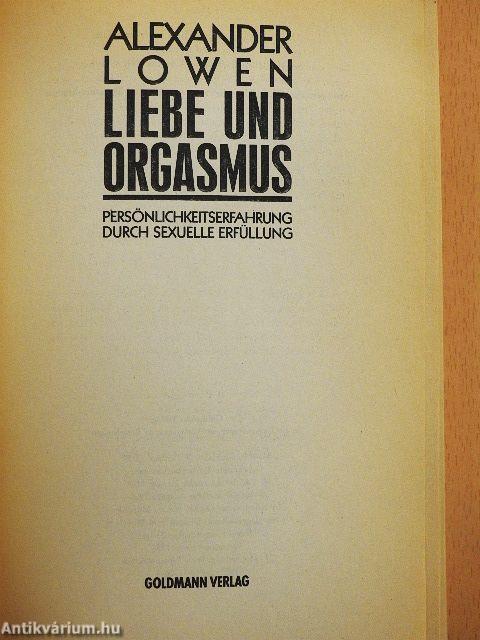 ALEXANDER
LOWEN
LIEBE UND
ORGASMUS
PERSÖNLICHKEITSERFAHRUNG
DURCH SEXUELLE ERFÜLLUNG
GOLDMANN VERLAG
Antikvárium.hu